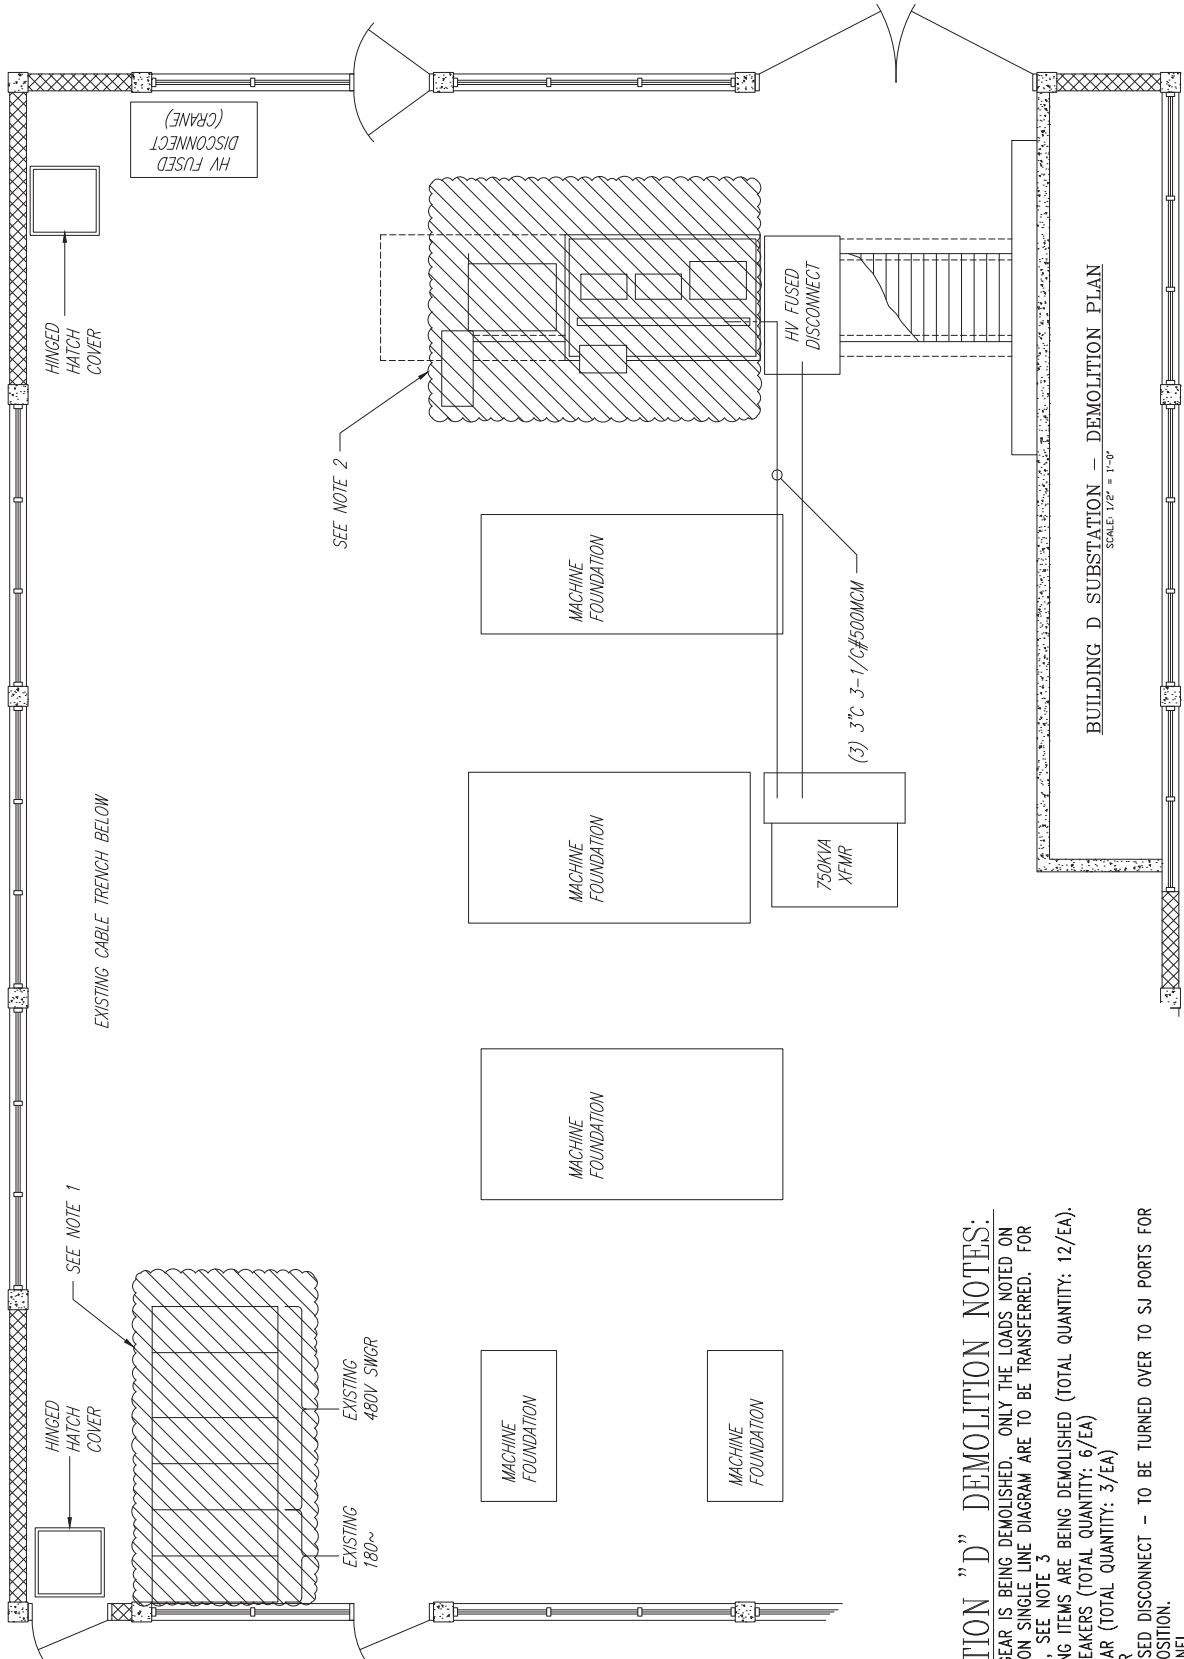 HV FUSED
DISCONNECT
(CRANE)
HINGED
HATCH
COVER
SEE NOTE 2
HV FUSED
DISCONNECT
MACHINE
FOUNDATION
(3) 3"C 3-1/C#500MCM
BUILDING D SUBSTATION - DEMOLITION PLAN
SCALE: 1/2" = 1'-0"
EXISTING CABLE TRENCH BELOW
MACHINE
FOUNDATION
750KVA
XFMR
MACHINE
FOUNDATION
SEE NOTE 1
HINGED
HATCH
COVER
EXISTING
480V SWGR
EXISTING
180~
MACHINE
FOUNDATION
MACHINE
FOUNDATION
TION "D" DEMOLITION NOTES:
GEAR IS BEING DEMOLISHED. ONLY THE LOADS NOTED ON
ON SINGLE LINE DIAGRAM ARE TO BE TRANSFERRED. FOR
, SEE NOTE 3
NG ITEMS ARE BEING DEMOLISHED (TOTAL QUANTITY: 12/EA).
EAKERS (TOTAL QUANTITY: 6/EA)
AR (TOTAL QUANTITY: 3/EA)
R
SED DISCONNECT - TO BE TURNED OVER TO SJ PORTS FOR
OSITION.
NEL